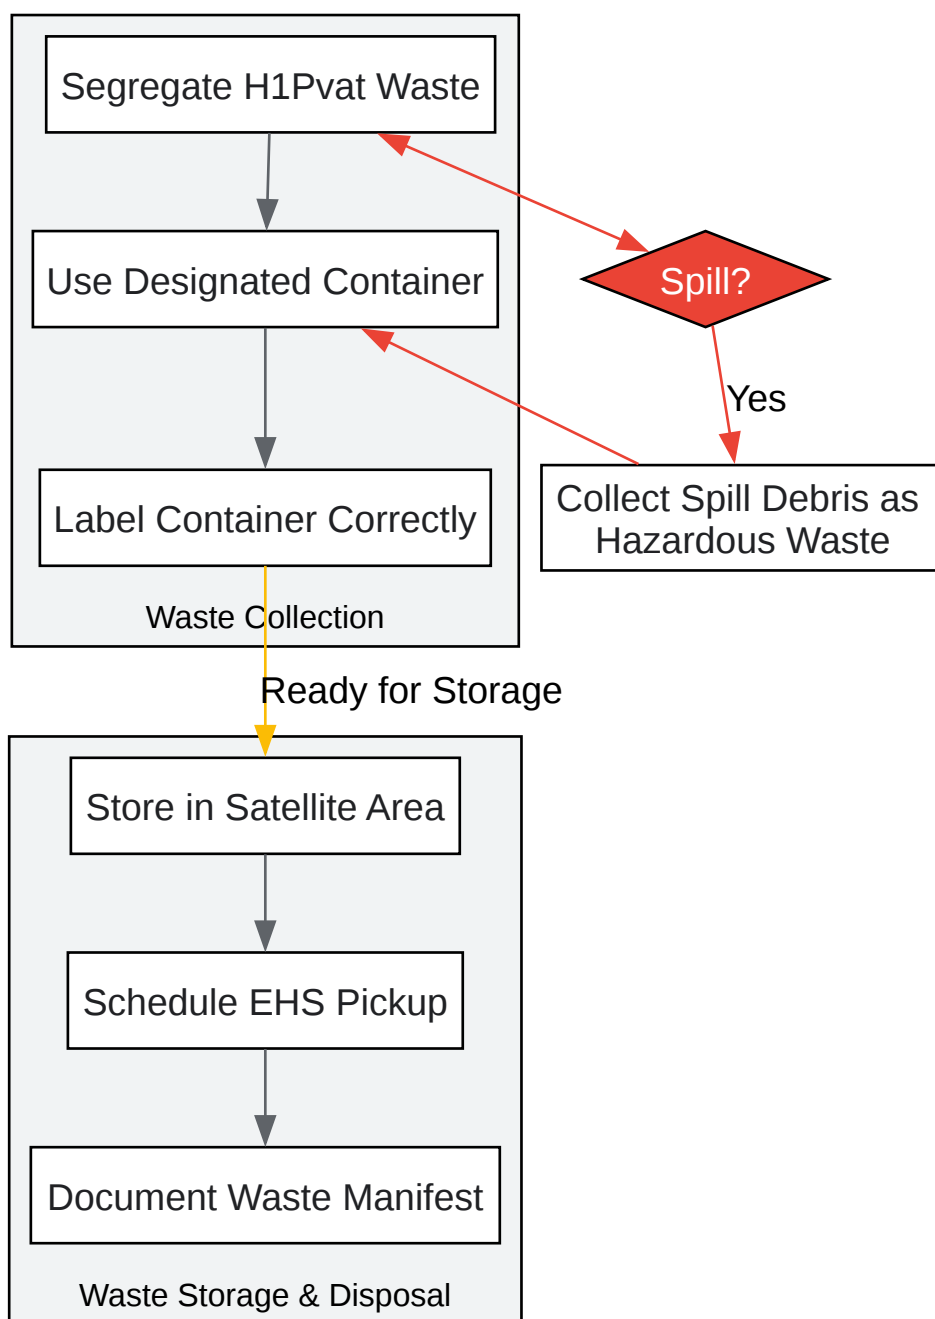 Segregate H1Pvat Waste
Use Designated Container
Spill?
Yes
Label Container Correctly
Collect Spill Debris as
Hazardous Waste
Waste Collection
Ready for Storage
Store in Satellite Area
Schedule EHS Pickup
Document Waste Manifest
Waste Storage & Disposal